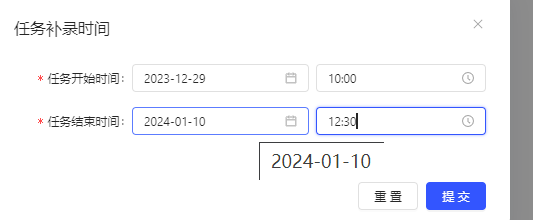 任务补录时间
* 任务开始时间: 2023-12-29 10:00
* 任务结束时间: 2024-01-10 12:30
2024-01-10
重 置 提 交